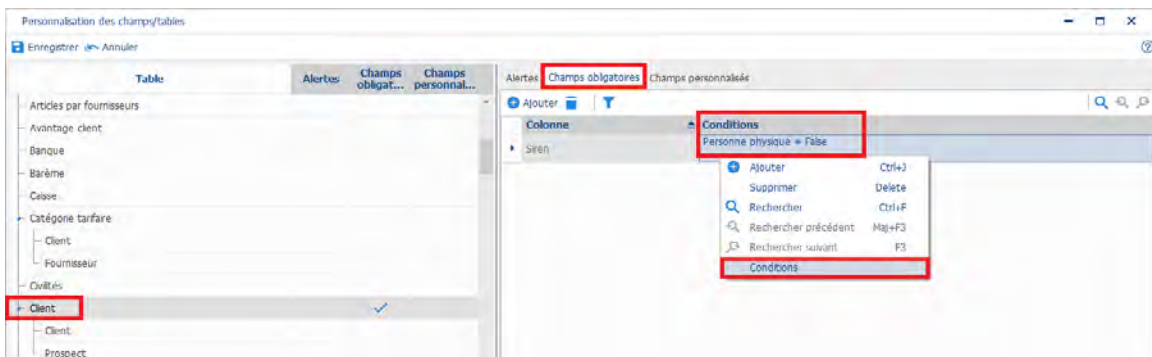 Personnalisation des champs/tables
Enregistrer Annuler
Table Alertes Champs obligat... Champs personnal...
Articles par fournisseurs
Avantage client
Banque
Barème
Caisse
Catégorie tarifaire
Client
Fournisseur
Civilités
Client
Client
Prospect
Alertes Champs obligatoires Champs personnalisés
Ajouter
Colonne Conditions
Siren Personne physique = False
Ajouter Ctrl+J
Supprimer Delete
Rechercher Ctrl+F
Rechercher précédent Maj+F3
Rechercher suivant F3
Conditions